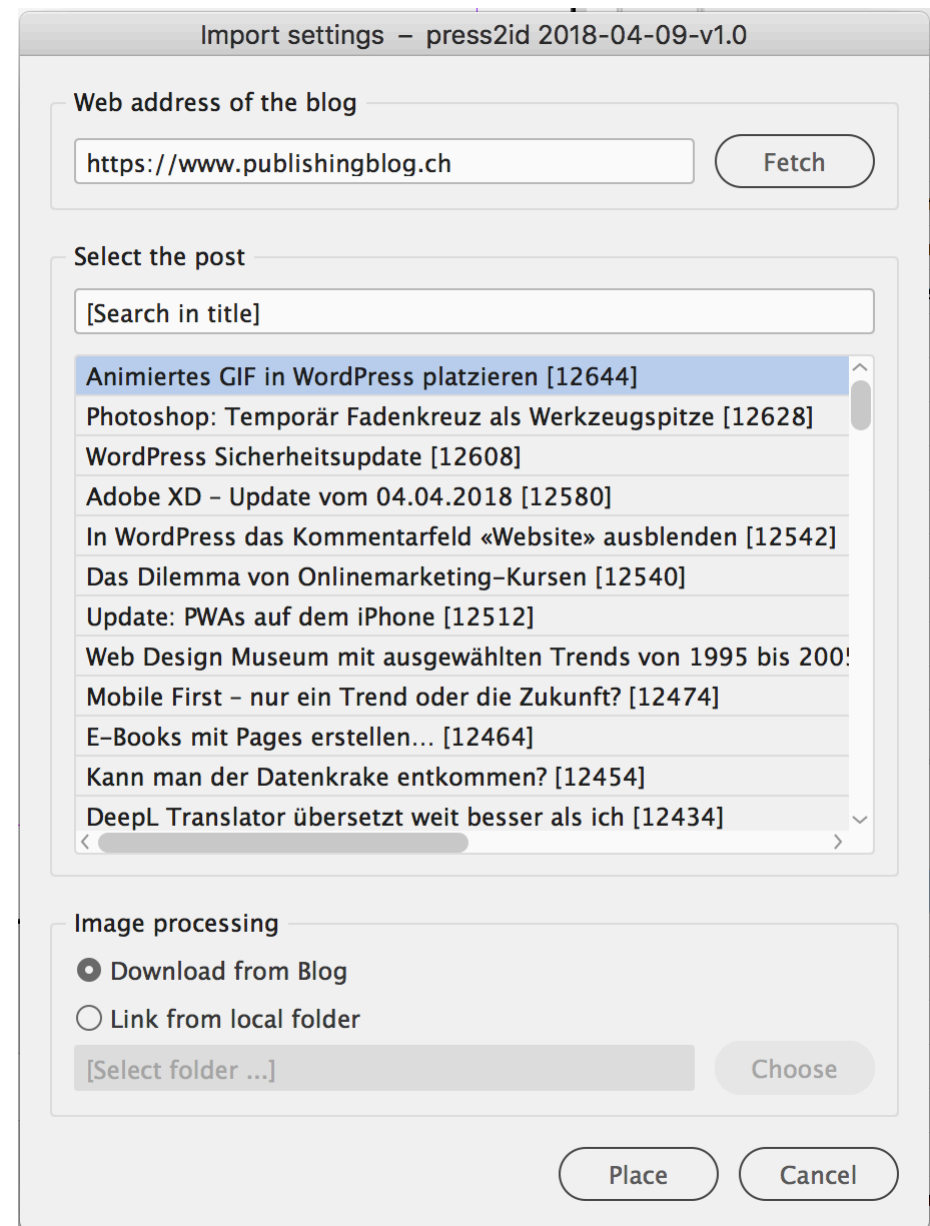 Import settings – press2id 2018-04-09-v1.0
Web address of the blog
https://www.publishingblog.ch
Fetch
Select the post
[Search in title]
Animiertes GIF in WordPress platzieren [12644]
Photoshop: Temporär Fadenkreuz als Werkzeugspitze [12628]
WordPress Sicherheitsupdate [12608]
Adobe XD – Update vom 04.04.2018 [12580]
In WordPress das Kommentarfeld «Website» ausblenden [12542]
Das Dilemma von Onlinemarketing-Kursen [12540]
Update: PWAs auf dem iPhone [12512]
Web Design Museum mit ausgewählten Trends von 1995 bis 2005
Mobile First – nur ein Trend oder die Zukunft? [12474]
E-Books mit Pages erstellen… [12464]
Kann man der Datenkrake entkommen? [12454]
DeepL Translator übersetzt weit besser als ich [12434]
Image processing
Download from Blog
Link from local folder
[Select folder ...]
Choose
Place
Cancel